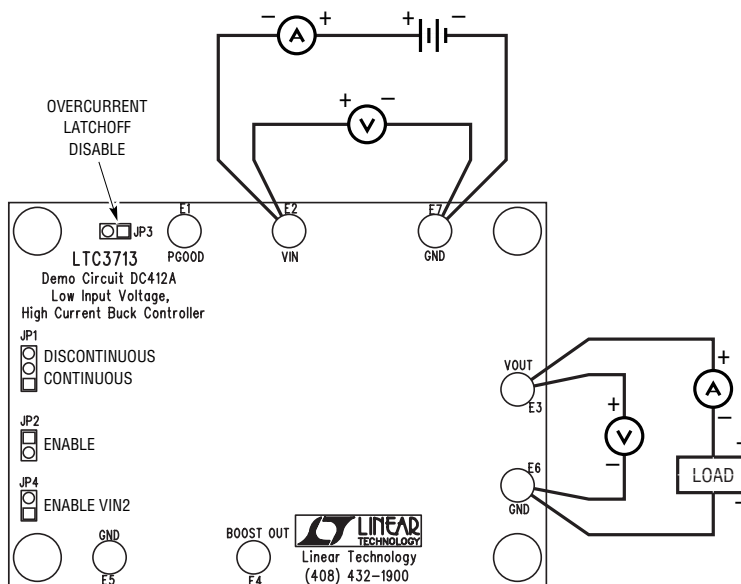 − A + + −
+ V −
OVERCURRENT
LATCHOFF
DISABLE
E1 E2 E7
JP3
PGOOD VIN GND
LTC3713
Demo Circuit DC412A
Low Input Voltage,
High Current Buck Controller
JP1
DISCONTINUOUS
CONTINUOUS
VOUT
E3
+
A
−
+
V
−
JP2
ENABLE
E6
GND
LOAD
JP4
ENABLE VIN2
GND
E5
BOOST OUT
E4
LINEAR
TECHNOLOGY
Linear Technology
(408) 432-1900